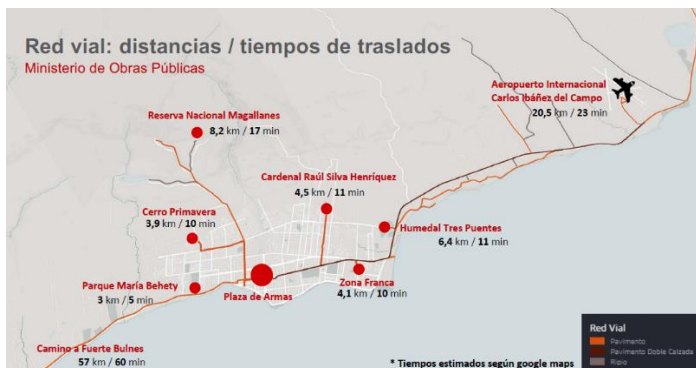 Red vial: distancias / tiempos de traslados
Ministerio de Obras Públicas
Aeropuerto Internacional
Carlos Ibáñez del Campo
20,5 km / 23 min
Reserva Nacional Magallanes
8,2 km / 17 min
Cardenal Raúl Silva Henríquez
4,5 km / 11 min
Cerro Primavera
3,9 km / 10 min
Humedal Tres Puentes
6,4 km / 11 min
Parque María Behety
3 km / 5 min
Plaza de Armas
Zona Franca
4,1 km / 10 min
Camino a Fuerte Bulnes
57 km / 60 min
* Tiempos estimados según google maps
Red Vial
Pavimento
Pavimento Doble Calzada
Ripio